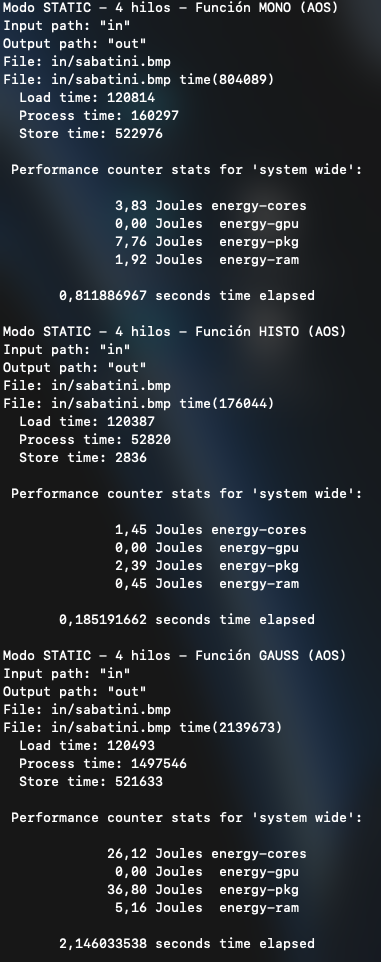 Modo STATIC – 4 hilos – Función MONO (AOS)
Input path: "in"
Output path: "out"
File: in/sabatini.bmp
File: in/sabatini.bmp time(804089)
  Load time: 120814
  Process time: 160297
  Store time: 522976

 Performance counter stats for 'system wide':

              3,83 Joules energy-cores
              0,00 Joules  energy-gpu
              7,76 Joules  energy-pkg
              1,92 Joules  energy-ram

       0,811886967 seconds time elapsed

Modo STATIC – 4 hilos – Función HISTO (AOS)
Input path: "in"
Output path: "out"
File: in/sabatini.bmp
File: in/sabatini.bmp time(176044)
  Load time: 120387
  Process time: 52820
  Store time: 2836

 Performance counter stats for 'system wide':

              1,45 Joules energy-cores
              0,00 Joules  energy-gpu
              2,39 Joules  energy-pkg
              0,45 Joules  energy-ram

       0,185191662 seconds time elapsed

Modo STATIC – 4 hilos – Función GAUSS (AOS)
Input path: "in"
Output path: "out"
File: in/sabatini.bmp
File: in/sabatini.bmp time(2139673)
  Load time: 120493
  Process time: 1497546
  Store time: 521633

 Performance counter stats for 'system wide':

             26,12 Joules energy-cores
              0,00 Joules  energy-gpu
             36,80 Joules  energy-pkg
              5,16 Joules  energy-ram

       2,146033538 seconds time elapsed